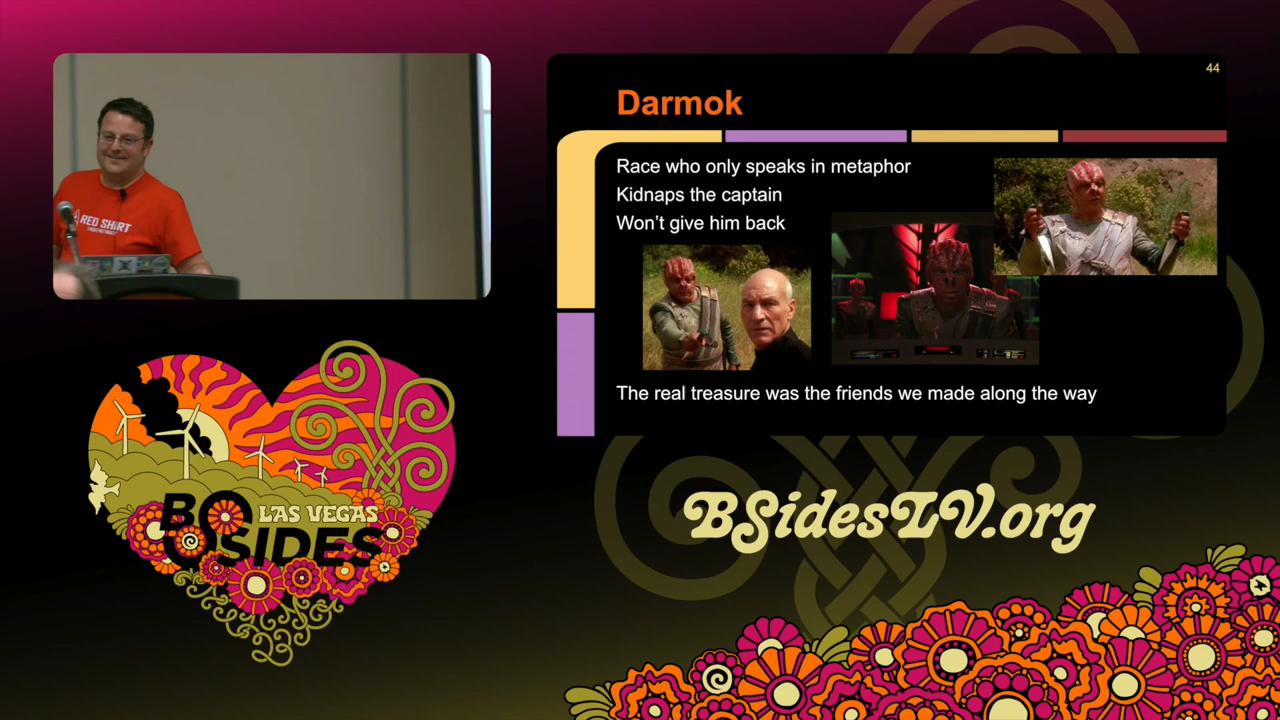 RED SHIRT
44
Darmok
Race who only speaks in metaphor
Kidnaps the captain
Won't give him back
The real treasure was the friends we made along the way
LAS VEGAS
BSIDES
BSidesLV.org